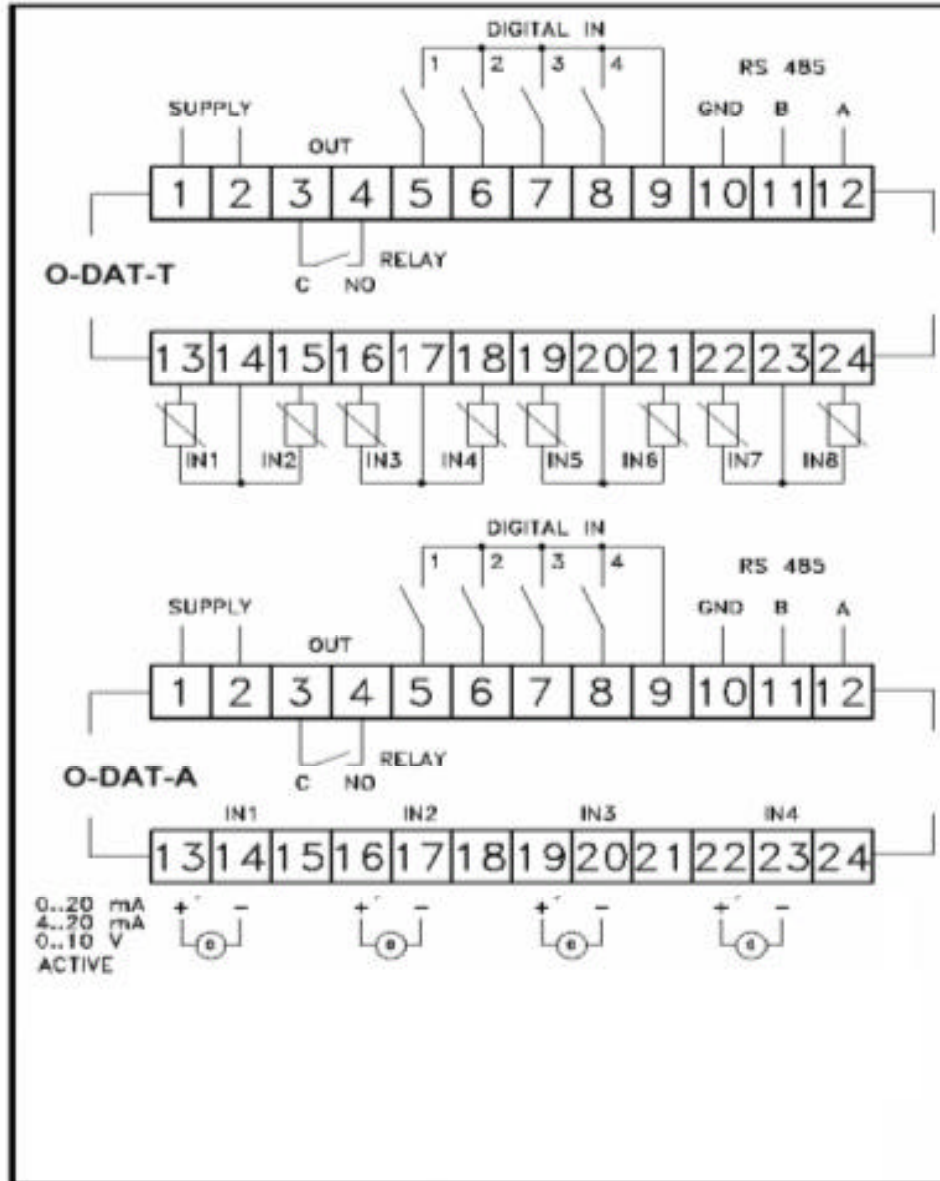 DIGITAL IN
1 2 3 4
RS 485
SUPPLY
GND B A
OUT
1 2 3 4 5 6 7 8 9 10 11 12
RELAY
C NO
O-DAT-T
13 14 15 16 17 18 19 20 21 22 23 24
IN1 IN2 IN3 IN4 IN5 IN6 IN7 IN8
DIGITAL IN
1 2 3 4
RS 485
SUPPLY
GND B A
OUT
1 2 3 4 5 6 7 8 9 10 11 12
RELAY
C NO
O-DAT-A
IN1 IN2 IN3 IN4
13 14 15 16 17 18 19 20 21 22 23 24
0..20 mA + - + - + - + -
4..20 mA
0..10 V
ACTIVE